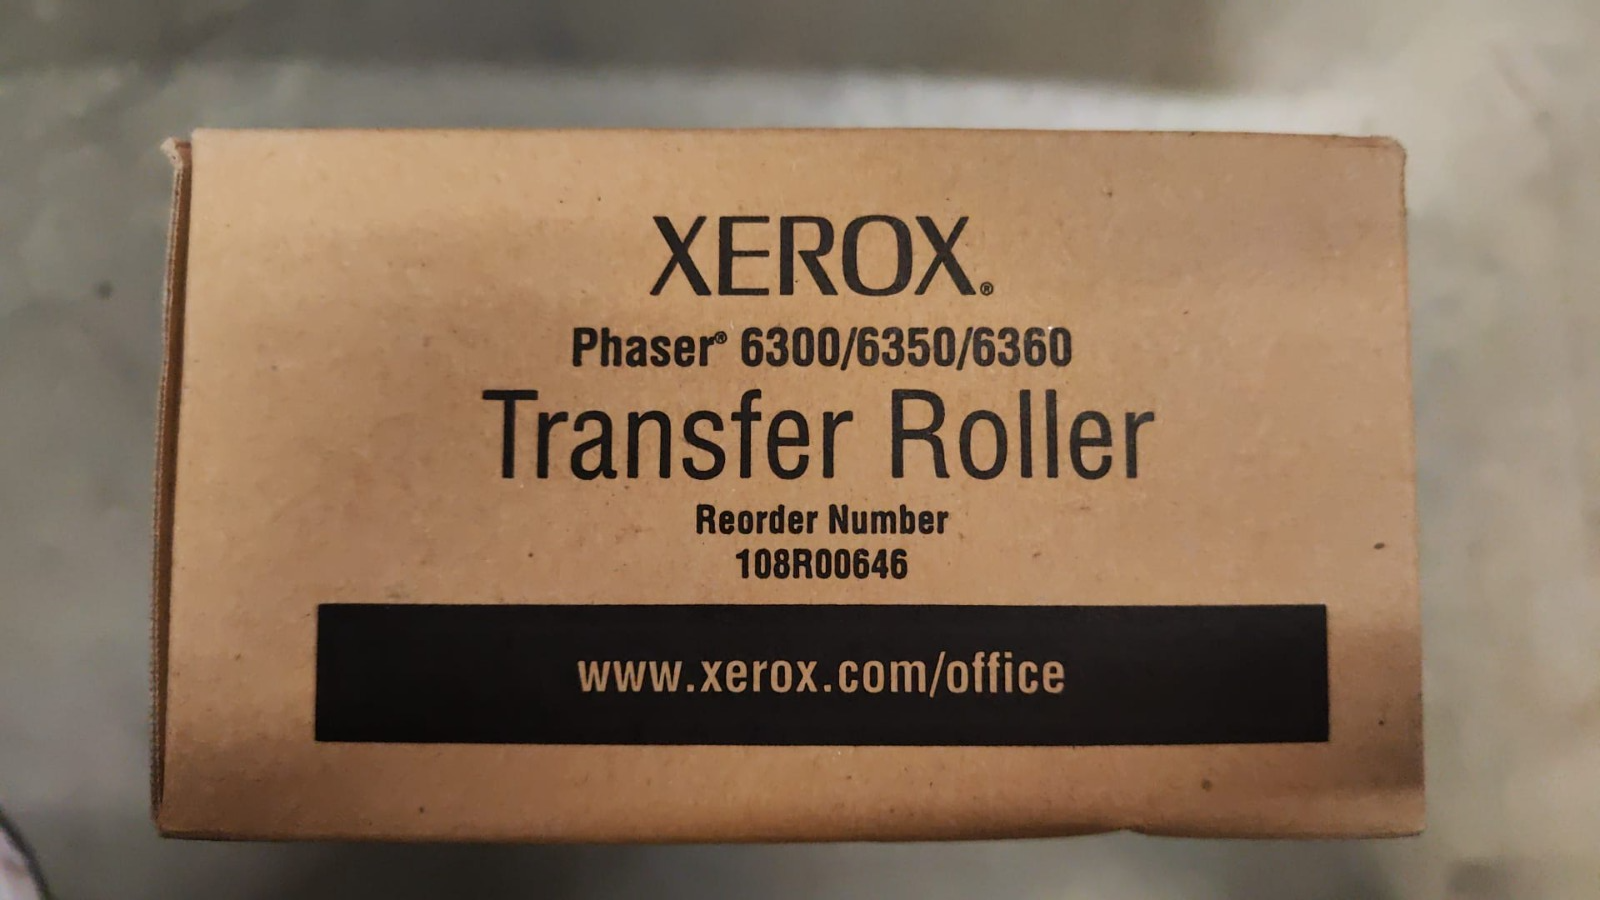 XEROX®
Phaser® 6300/6350/6360
Transfer Roller
Reorder Number
108R00646
www.xerox.com/office